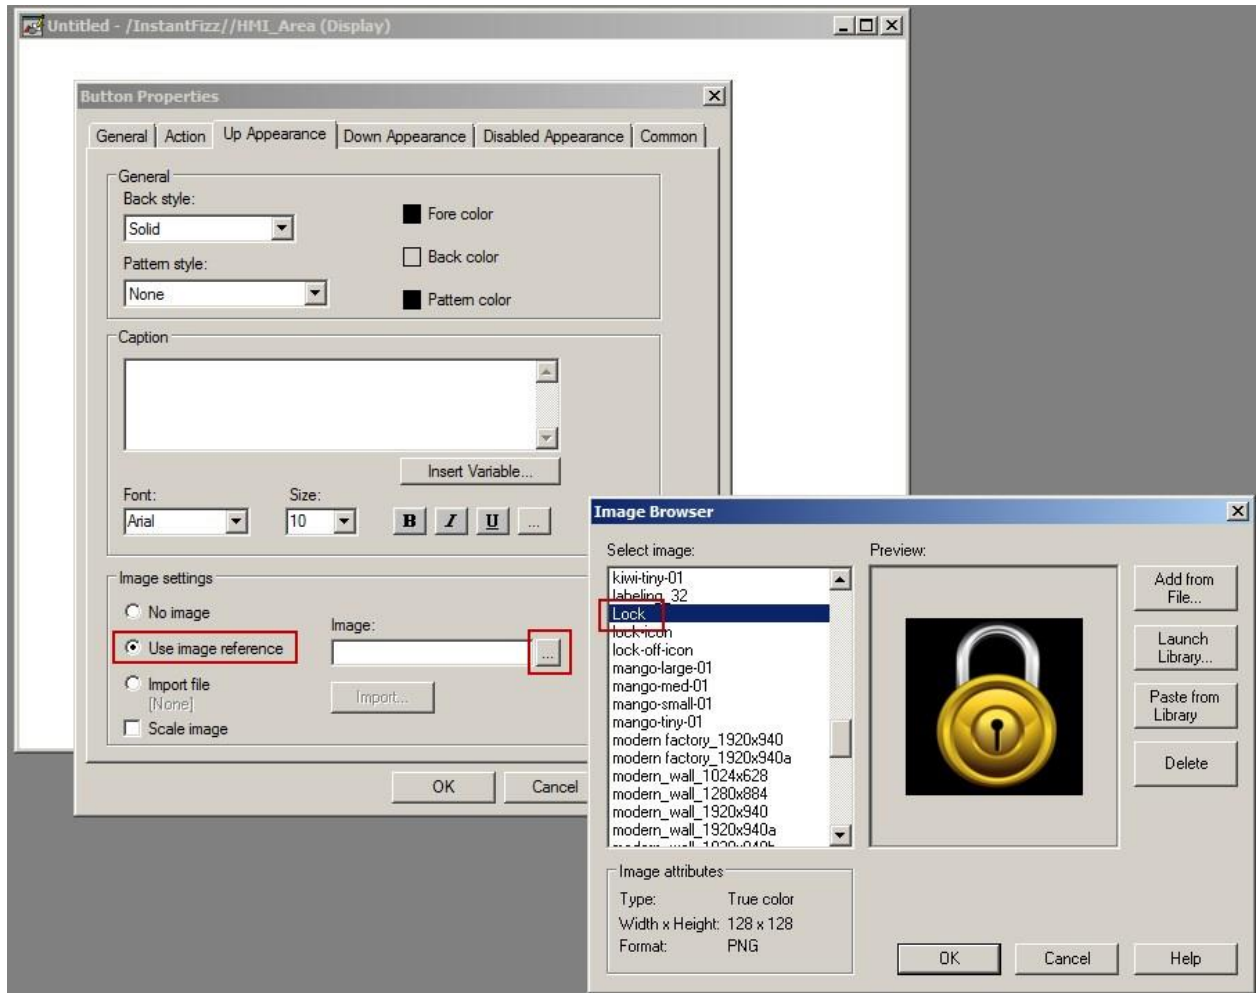 Untitled - /InstantFizz//HMI_Area (Display)
Button Properties
General Action Up Appearance Down Appearance Disabled Appearance Common
General
Back style:
Solid
Fore color
Back color
Pattern style:
None
Pattern color
Caption
Insert Variable...
Font: Size:
Arial 10 B I U ...
Image settings
No image
Use image reference
Image:
...
Import file
[None]
Import...
Scale image
OK Cancel
Image Browser
Select image:
kiwi-tiny-01
labeling_32
Lock
lock-icon
lock-off-icon
mango-large-01
mango-med-01
mango-small-01
mango-tiny-01
modern factory_1920x940
modern factory_1920x940a
modern_wall_1024x628
modern_wall_1280x884
modern_wall_1920x940
modern_wall_1920x940a
Preview:
Add from
File...
Launch
Library...
Paste from
Library
Delete
Image attributes
Type: True color
Width x Height: 128 x 128
Format: PNG
OK Cancel Help